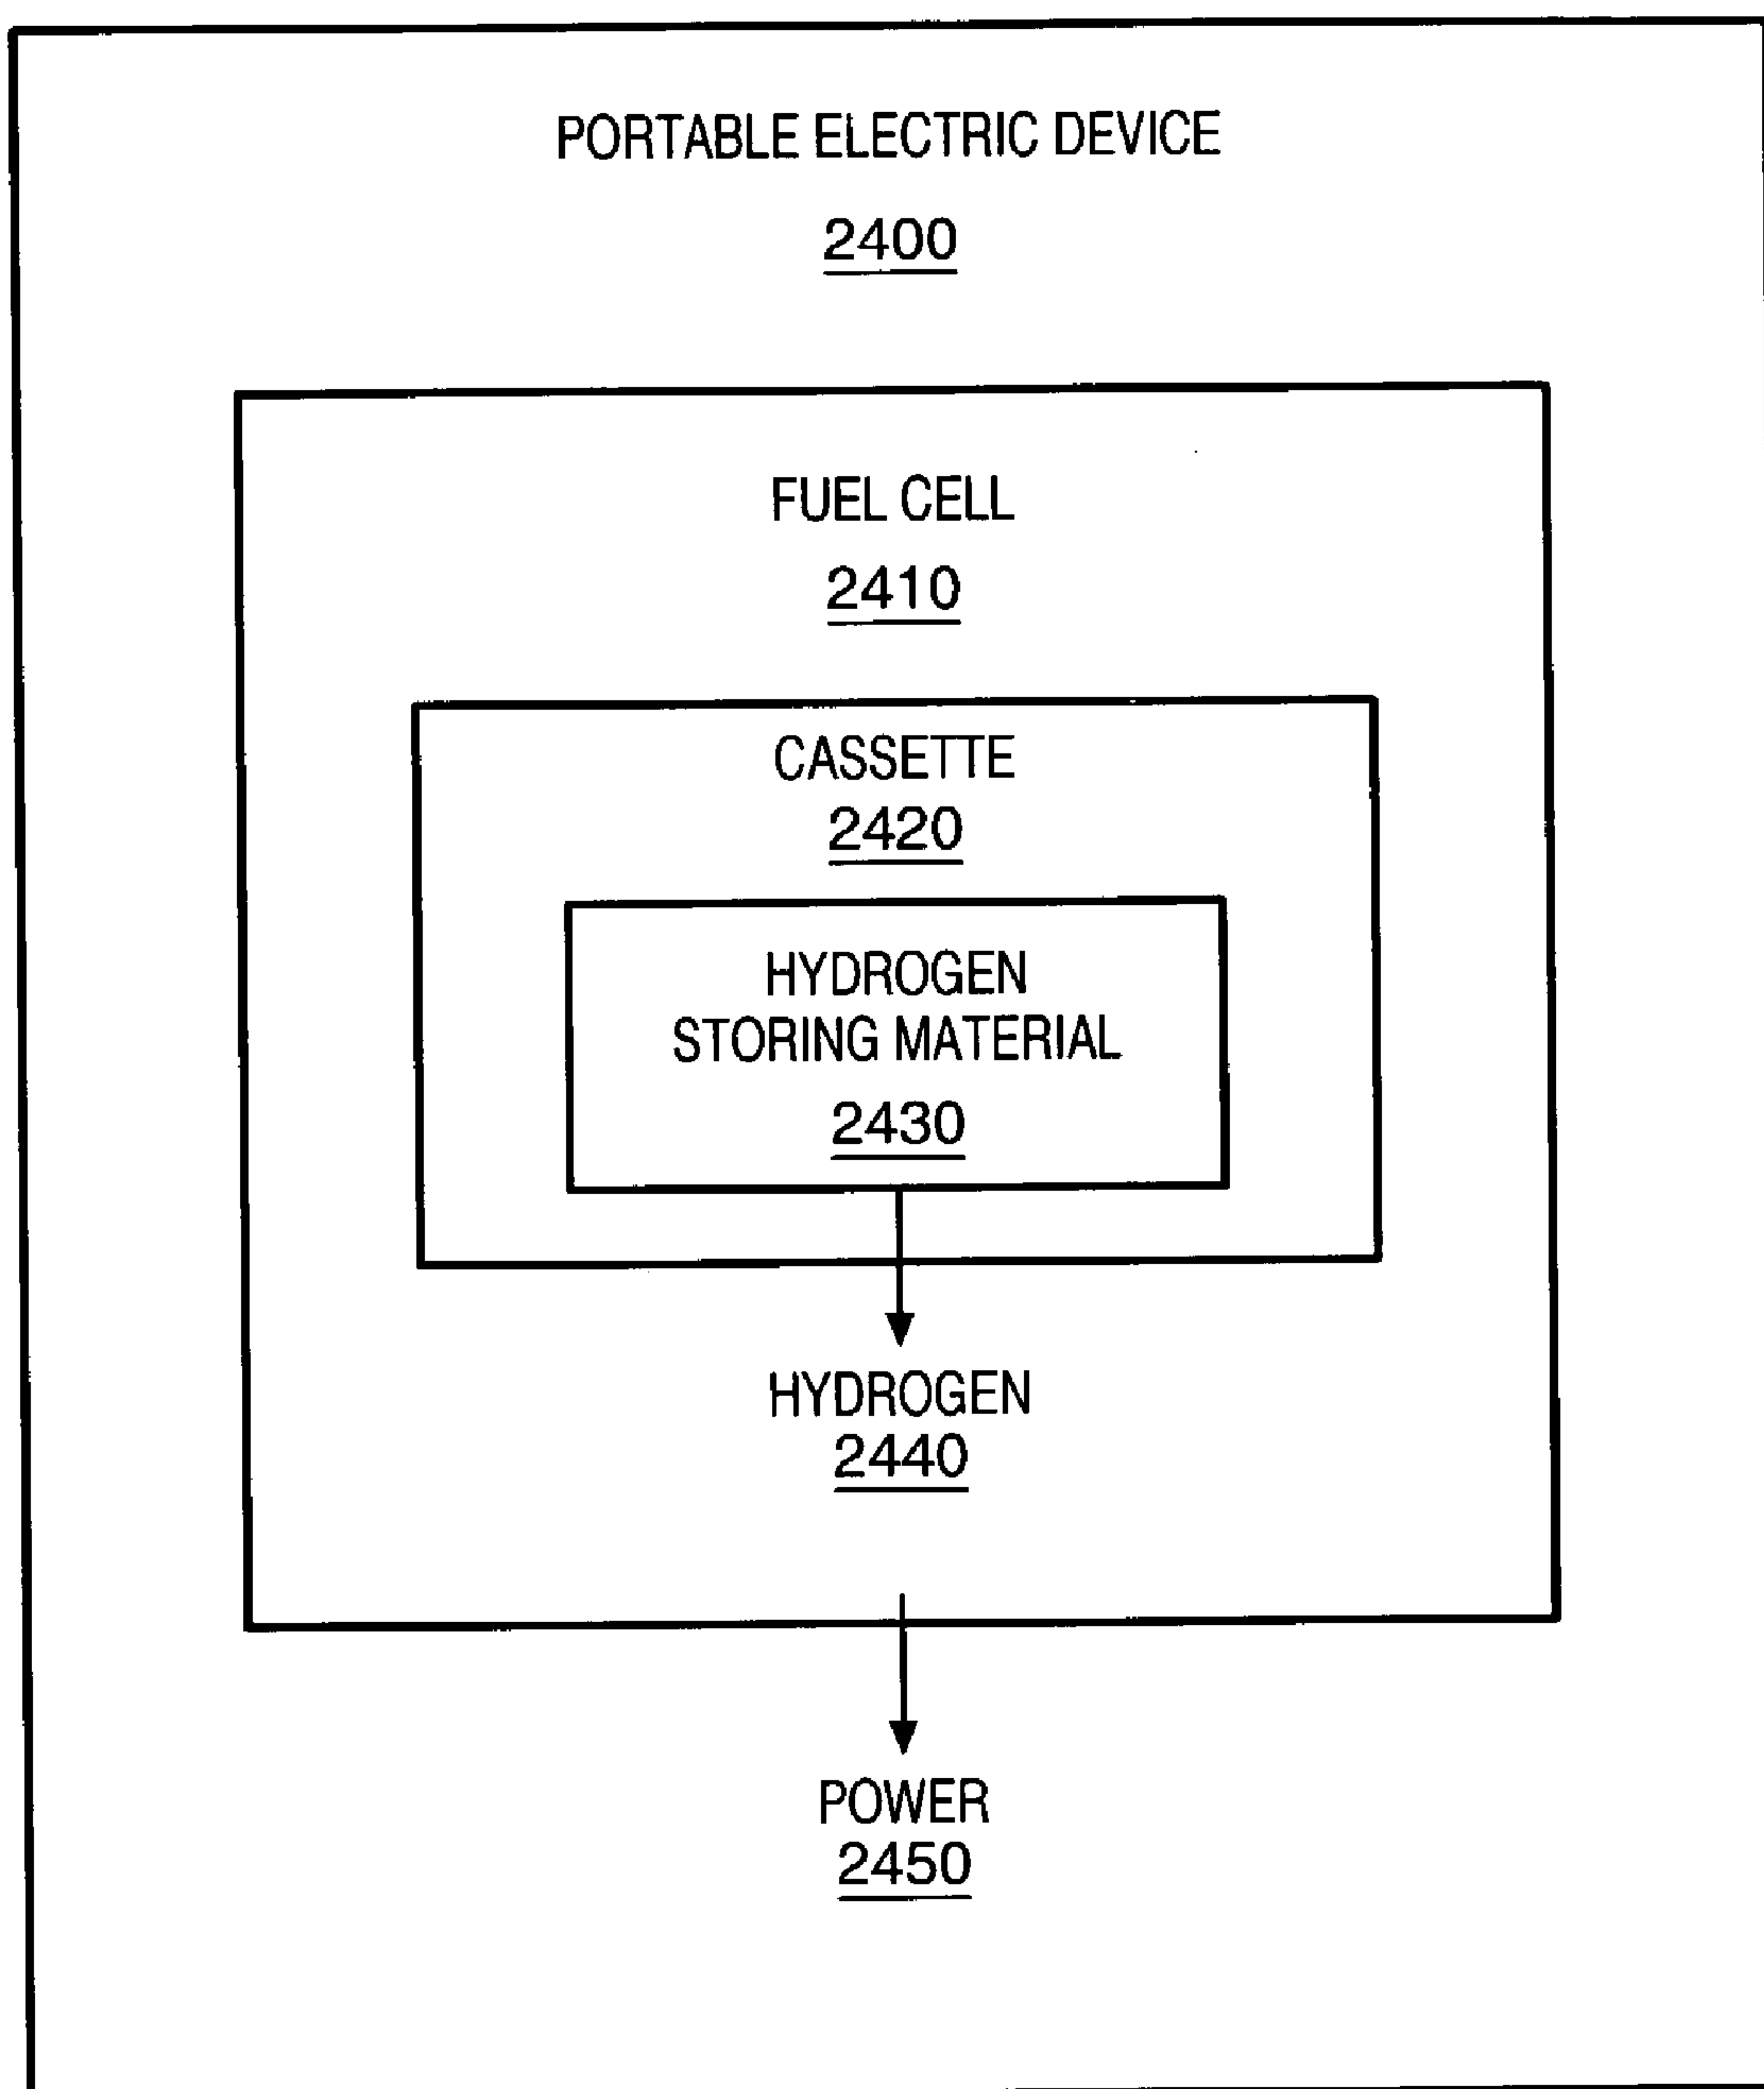 PORTABLE ELECTRIC DEVICE
2400
FUEL CELL
2410
CASSETTE
2420
HYDROGEN
STORING MATERIAL
2430
HYDROGEN
2440
POWER
2450